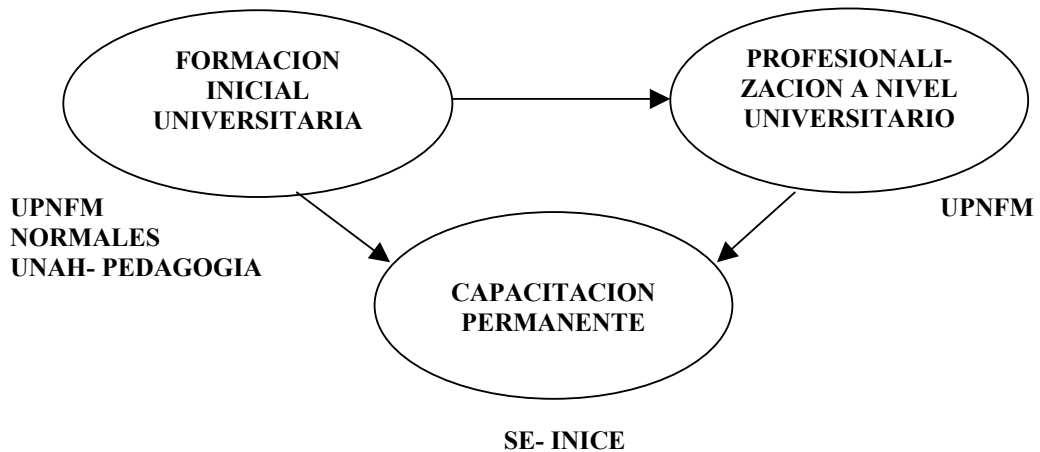 FORMACION
INICIAL
UNIVERSITARIA
PROFESIONALI-
ZACION A NIVEL
UNIVERSITARIO
UPNFM
NORMALES
UNAH- PEDAGOGIA
UPNFM
CAPACITACION
PERMANENTE
SE- INICE